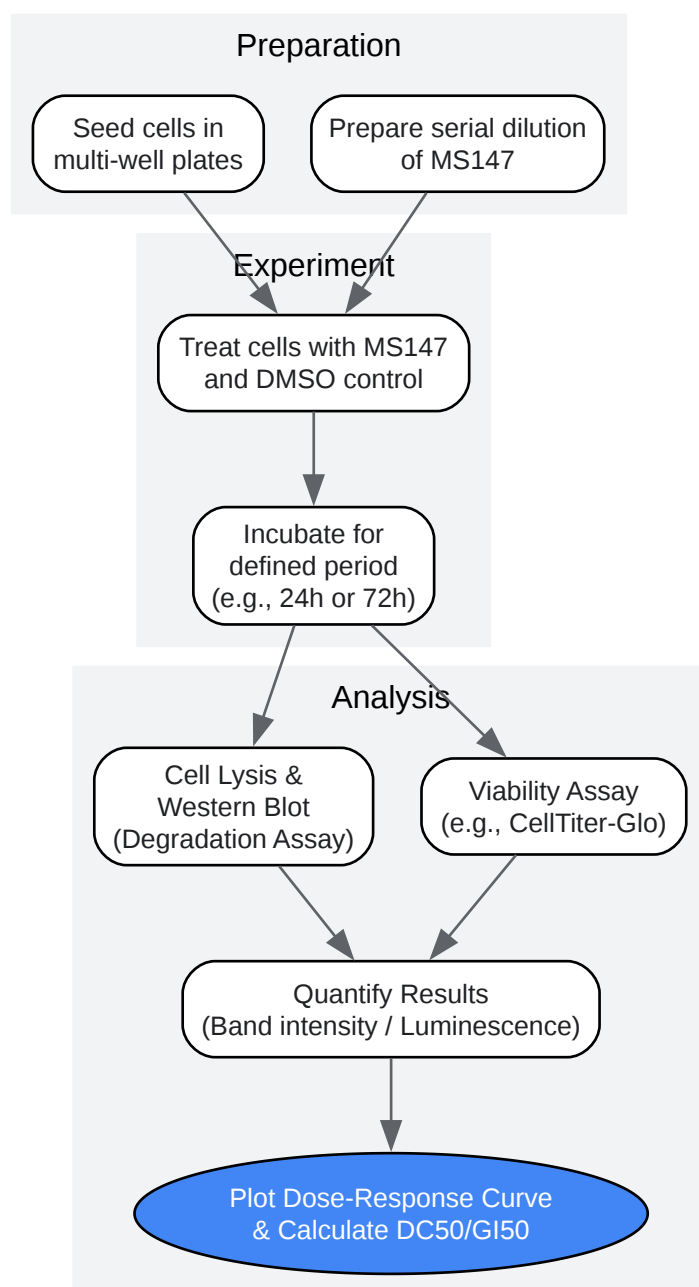 Preparation
Seed cells in
multi-well plates
Prepare serial dilution
of MS147
Experiment
Treat cells with MS147
and DMSO control
Incubate for
defined period
(e.g., 24h or 72h)
Analysis
Cell Lysis &
Western Blot
(Degradation Assay)
Viability Assay
(e.g., CellTiter-Glo)
Quantify Results
(Band intensity / Luminescence)
Plot Dose-Response Curve
& Calculate DC50/GI50